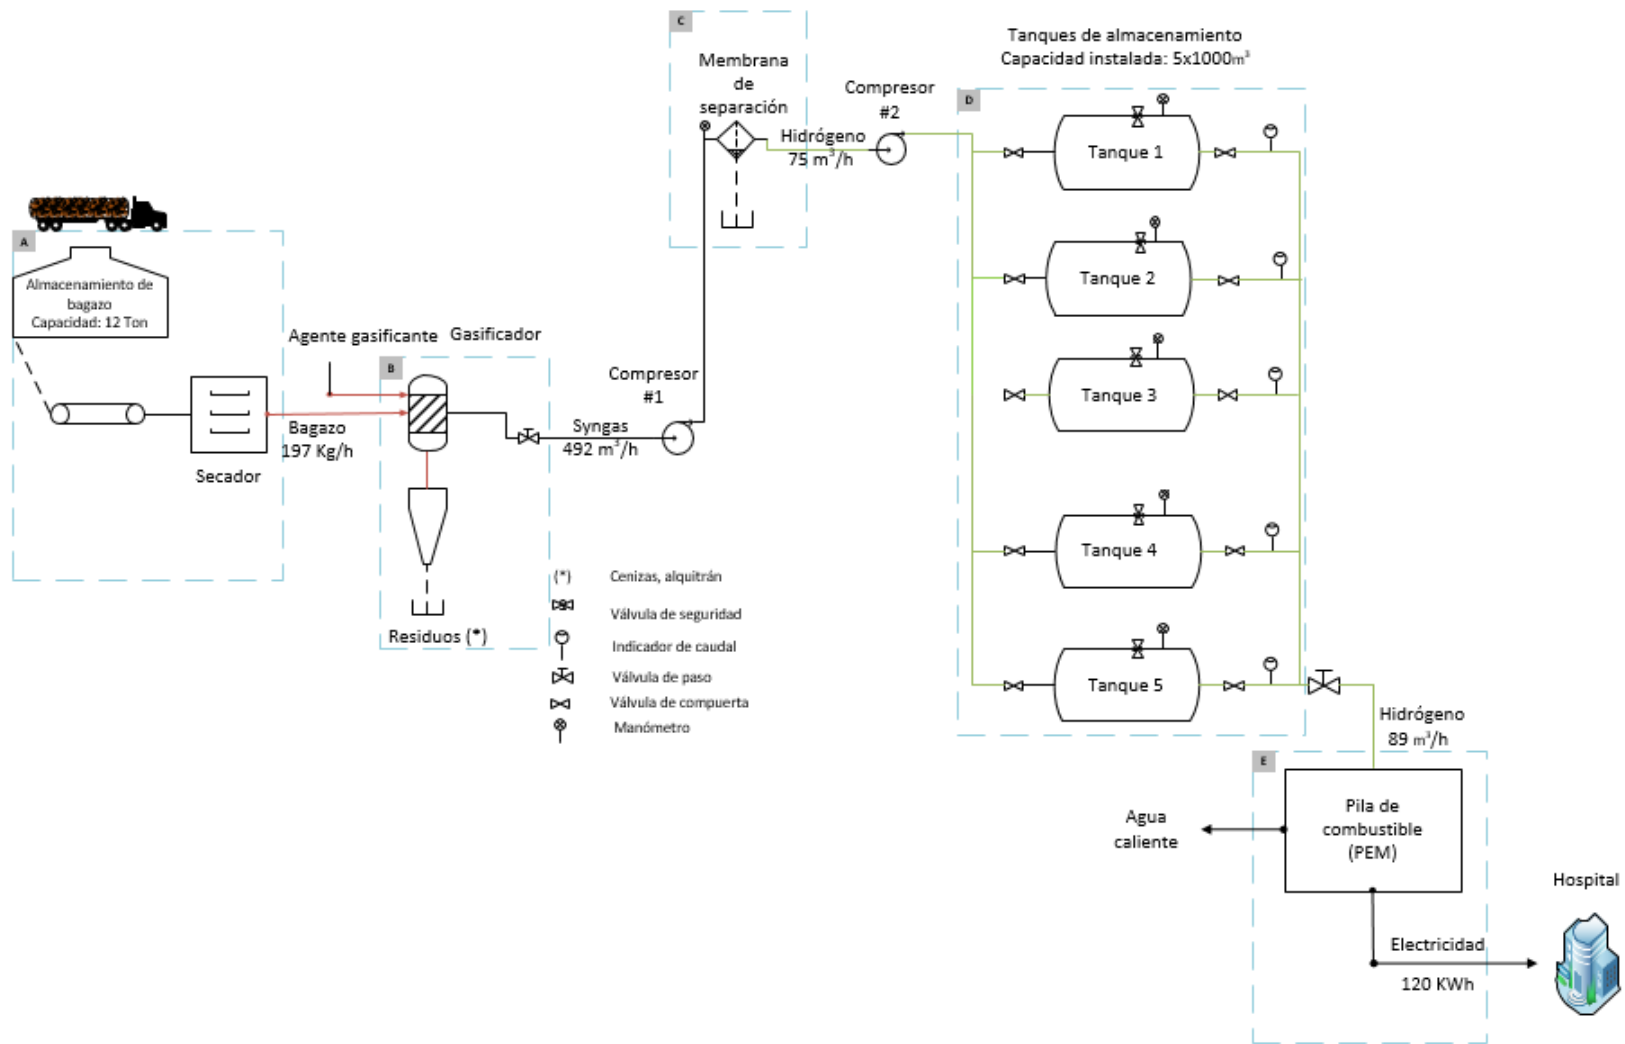 A
Almacenamiento de
bagazo
Capacidad: 12 Ton
Secador
Bagazo
197 Kg/h
Agente gasificante
Gasificador
B
Residuos (*)
Syngas
492 m³/h
Compresor
#1
C
Membrana
de
separación
Hidrógeno
75 m³/h
Compresor
#2
Tanques de almacenamiento
Capacidad instalada: 5x1000m³
D
Tanque 1
Tanque 2
Tanque 3
Tanque 4
Tanque 5
(*) Cenizas, alquitrán
Válvula de seguridad
Indicador de caudal
Válvula de paso
Válvula de compuerta
Manómetro
Hidrógeno
89 m³/h
E
Pila de
combustible
(PEM)
Agua
caliente
Electricidad
120 KWh
Hospital